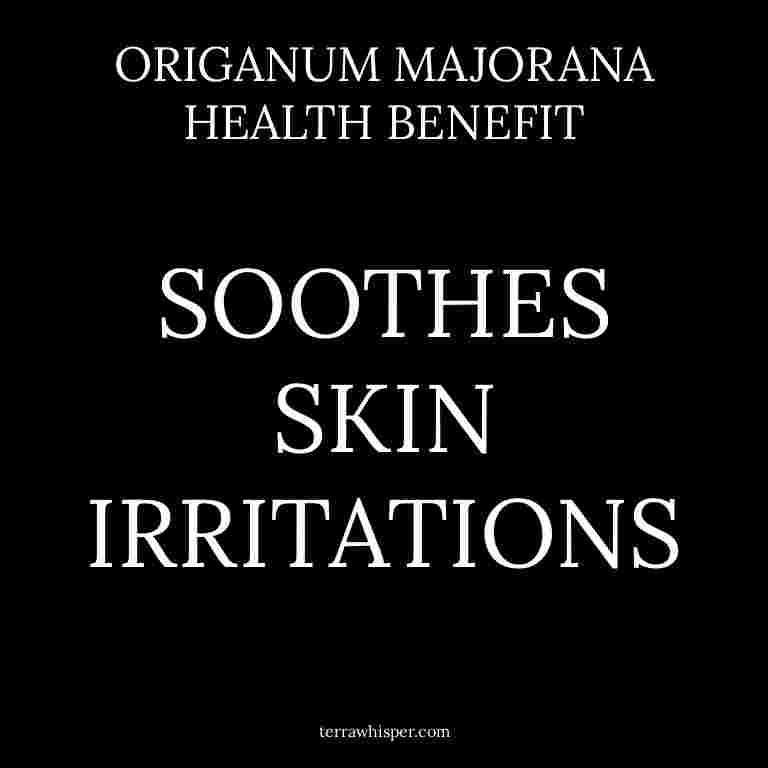 ORIGANUM MAJORANA
HEALTH BENEFIT
SOOTHES
SKIN
IRRITATIONS
terrawhisper.com